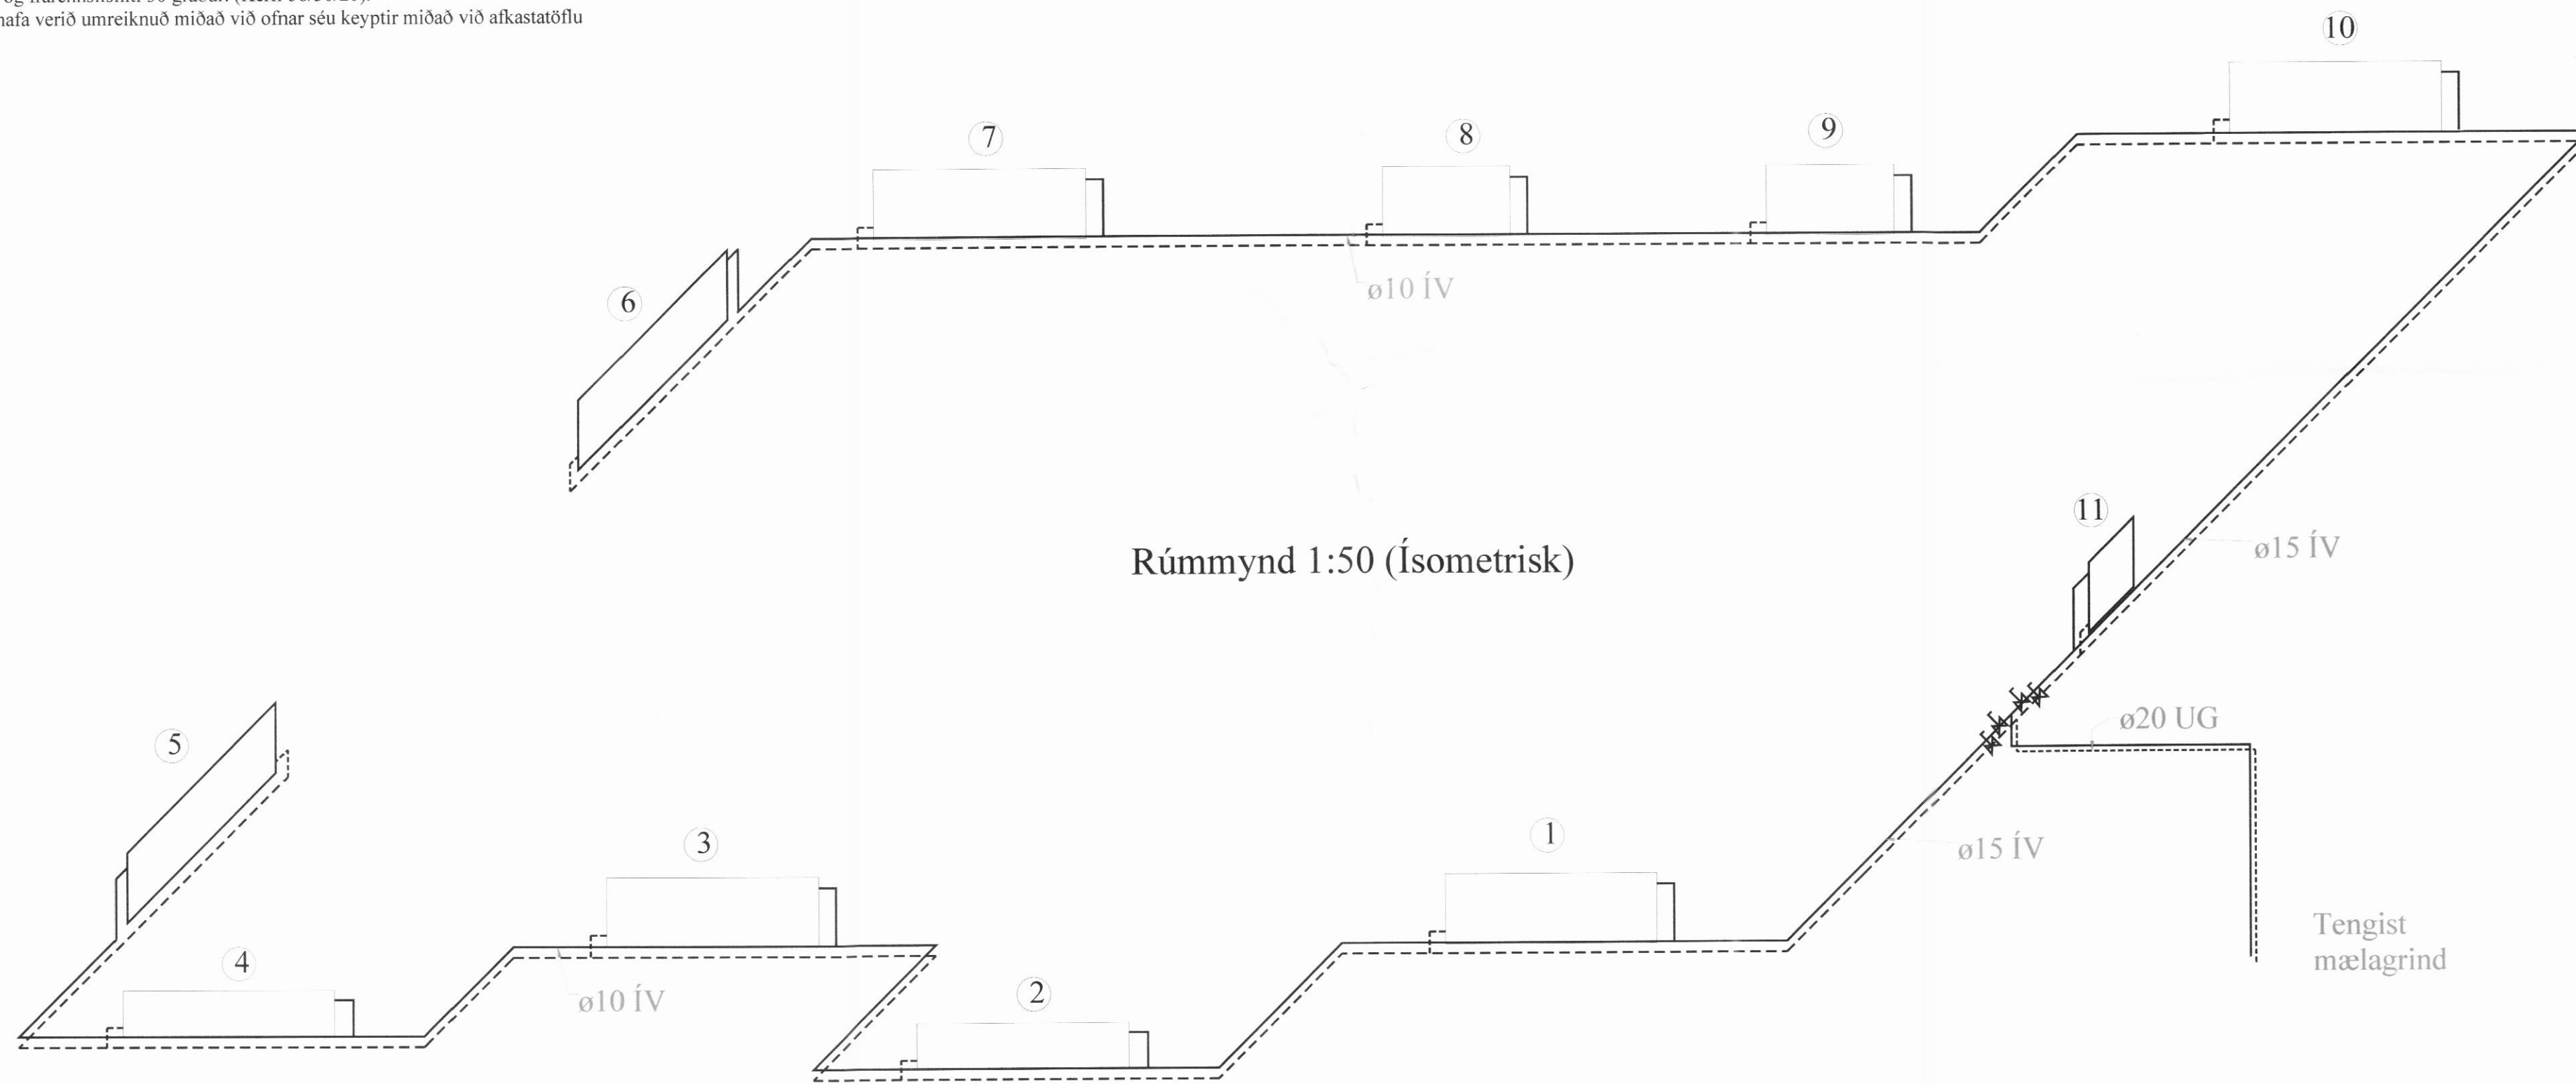 hafa verið umreiknuð miðað við ofnar séu keyptir miðað við afkastatöflu
10
7
8
9
6
ø10 ÍV
11
Rúmmynd 1:50 (Ísometrisk)
ø15 ÍV
5
ø20 UG
3
1
ø15 ÍV
4
2
ø10 ÍV
Tengist
mælagrind